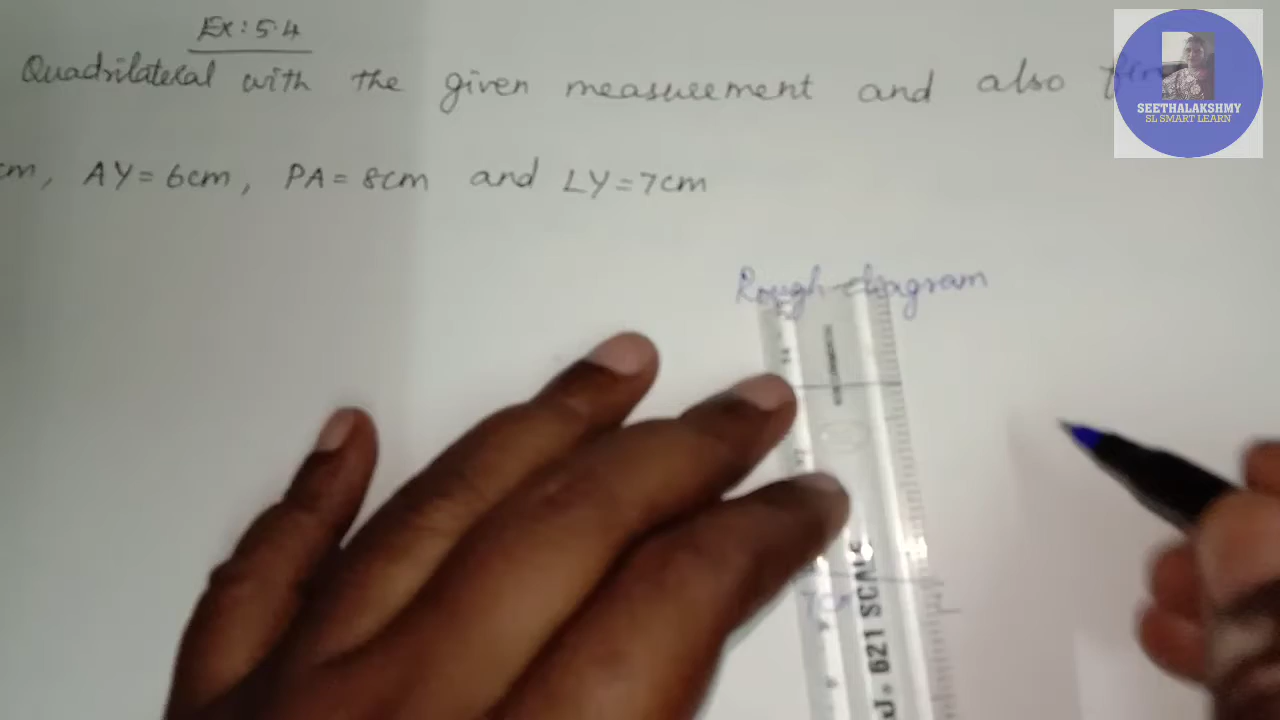 Ex: 5.4
Quadrilateral with the given measurement and also
cm, AY = 6cm, PA = 8cm and LY = 7cm
Rough diagram
SEETHALAKSHMY
SL SMART LEARN
621 SCALE